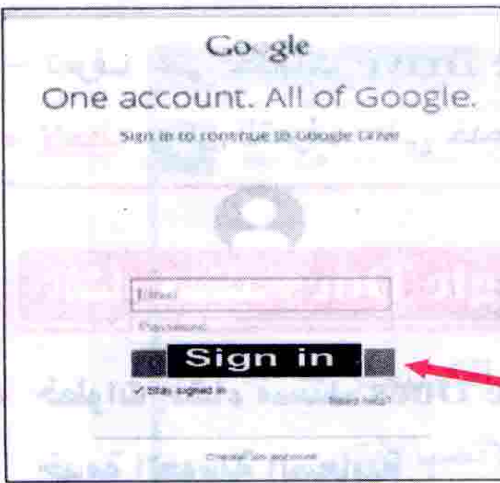 Google
One account. All of Google.
Sign in to continue to Google Drive
Email
Password
Sign in
✓ Stay signed in
Need help?
Create an account